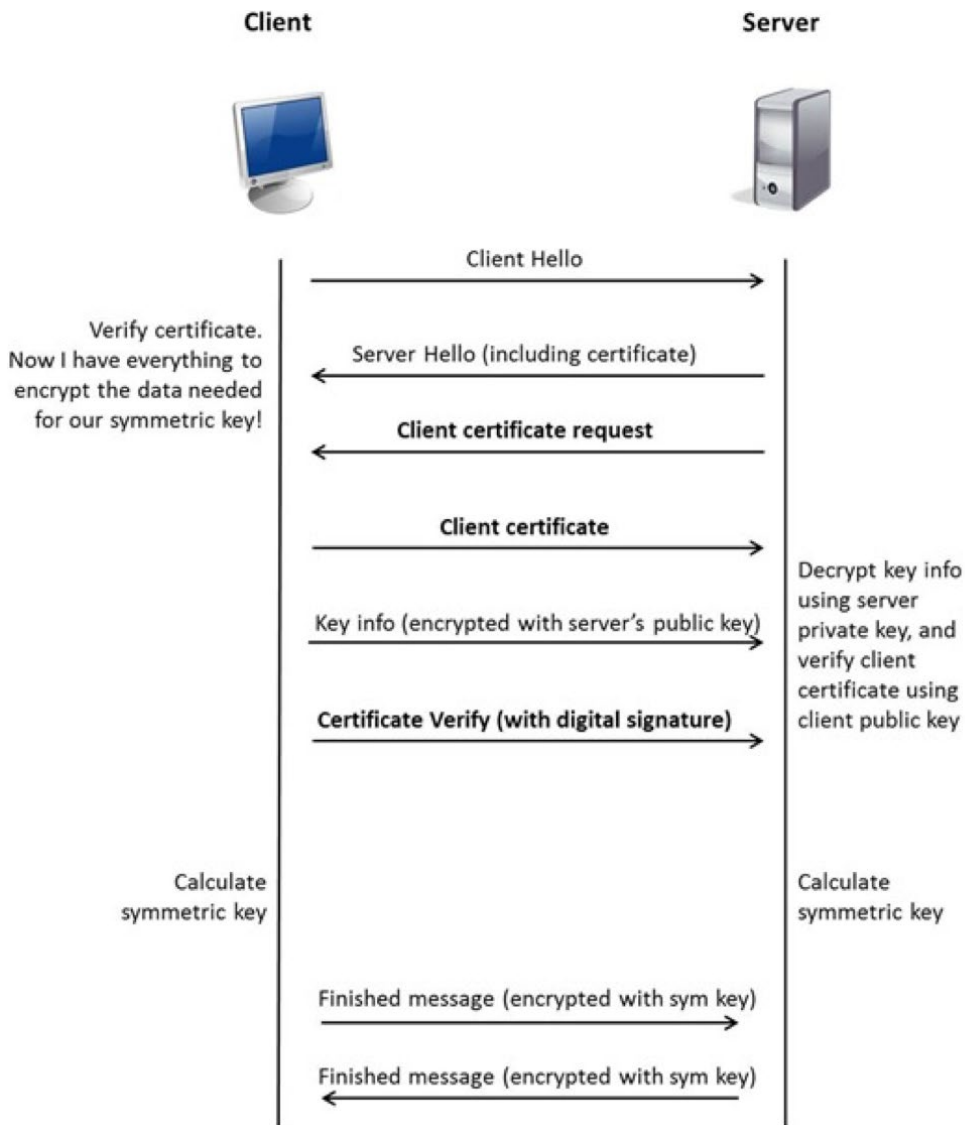 Client
Server
Client Hello
Verify certificate.
Now I have everything to
encrypt the data needed
for our symmetric key!
Server Hello (including certificate)
Client certificate request
Client certificate
Key info (encrypted with server's public key)
Decrypt key info
using server
private key, and
verify client
certificate using
client public key
Certificate Verify (with digital signature)
Calculate
symmetric key
Calculate
symmetric key
Finished message (encrypted with sym key)
Finished message (encrypted with sym key)